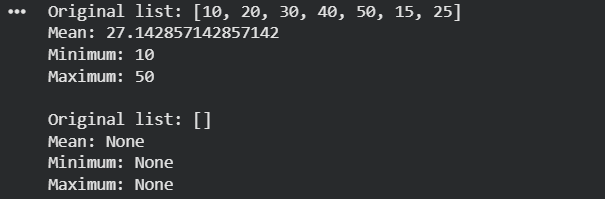 Original list: [10, 20, 30, 40, 50, 15, 25]
Mean: 27.142857142857142
Minimum: 10
Maximum: 50

Original list: []
Mean: None
Minimum: None
Maximum: None